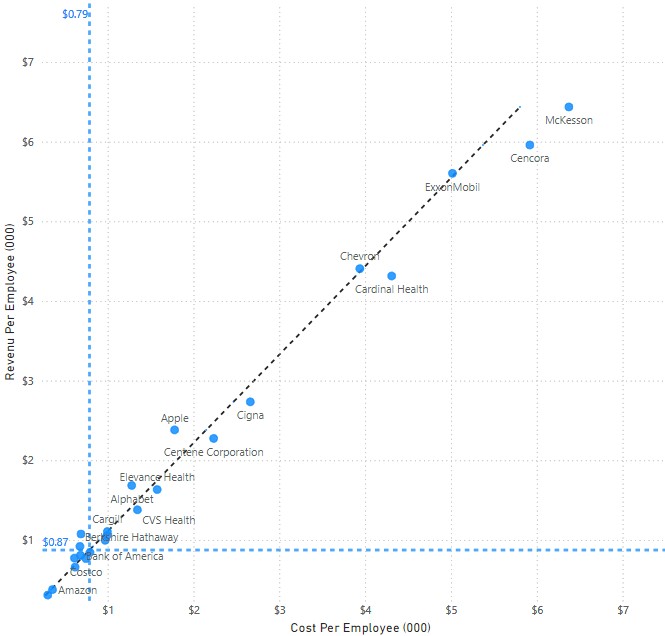 $0.79
$7
McKesson
$6
Cencora
ExxonMobil
$5
Chevron
Cardinal Health
$4
Revenu Per Employee (000)
$3
Apple
Cigna
Centene Corporation
$2
Elevance Health
Alphabet
CVS Health
Cargill
$1
Berkshire Hathaway
$0.87
Bank of America
Costco
Amazon
$1 $2 $3 $4 $5 $6 $7
Cost Per Employee (000)